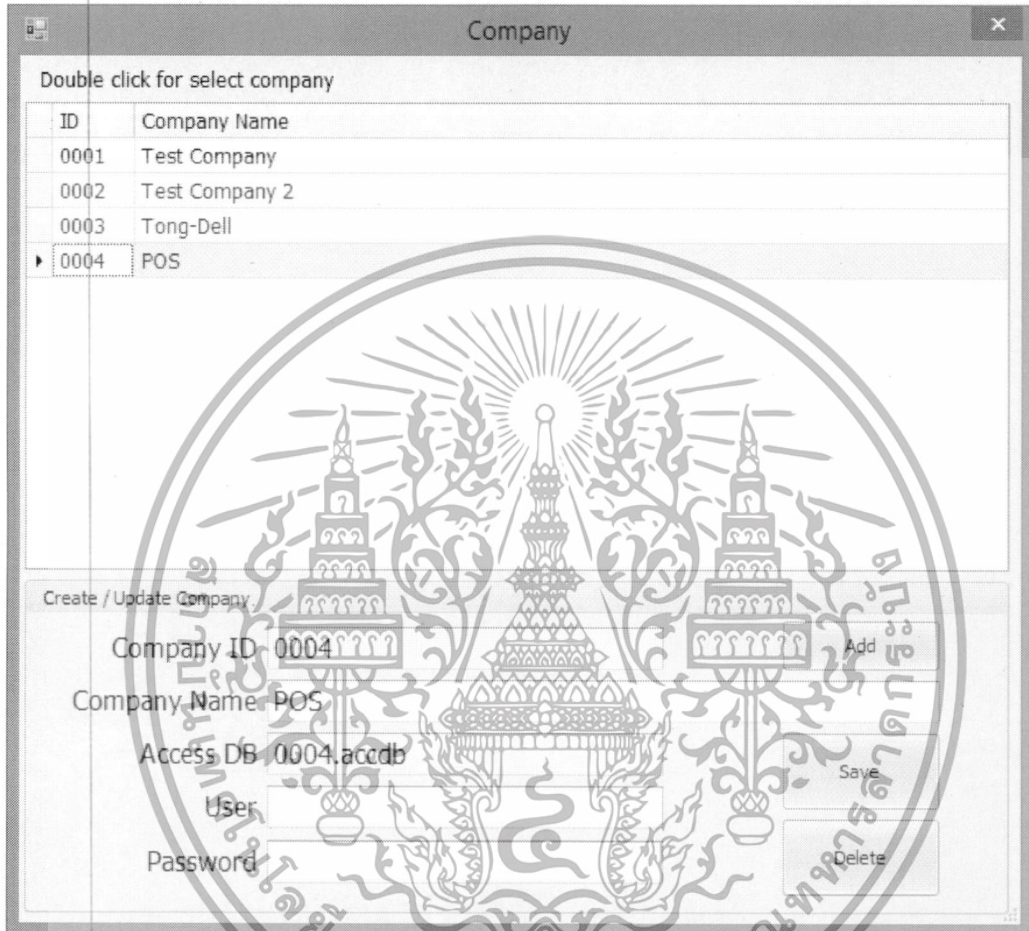 Company
Double click for select company
ID Company Name
0001 Test Company
0002 Test Company 2
0003 Tong-Dell
0004 POS
Create / Update Company
Company ID 0004
Add
Company Name POS
Access DB 0004.accdb
Save
User
Password
Delete